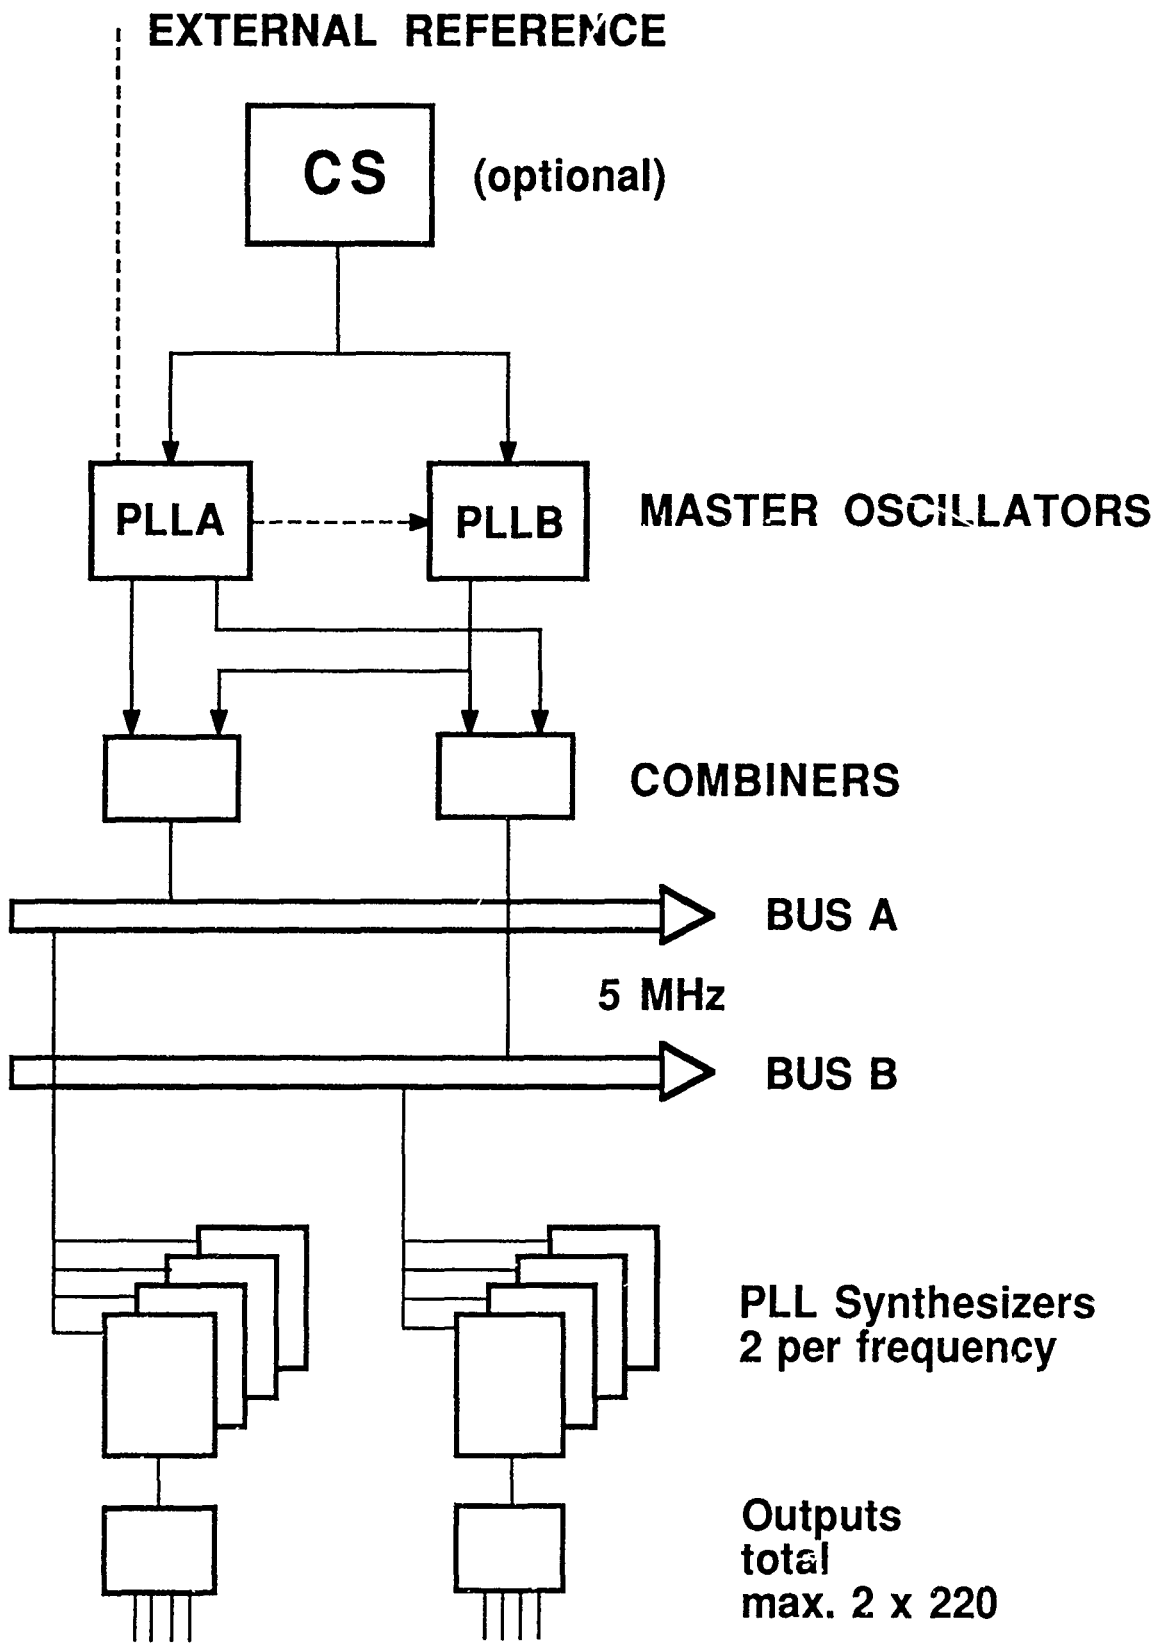 EXTERNAL REFERENCE
CS
(optional)
PLLA
PLLB
MASTER OSCILLATORS
COMBINERS
BUS A
5 MHz
BUS B
PLL Synthesizers
2 per frequency
Outputs
total
max. 2 x 220